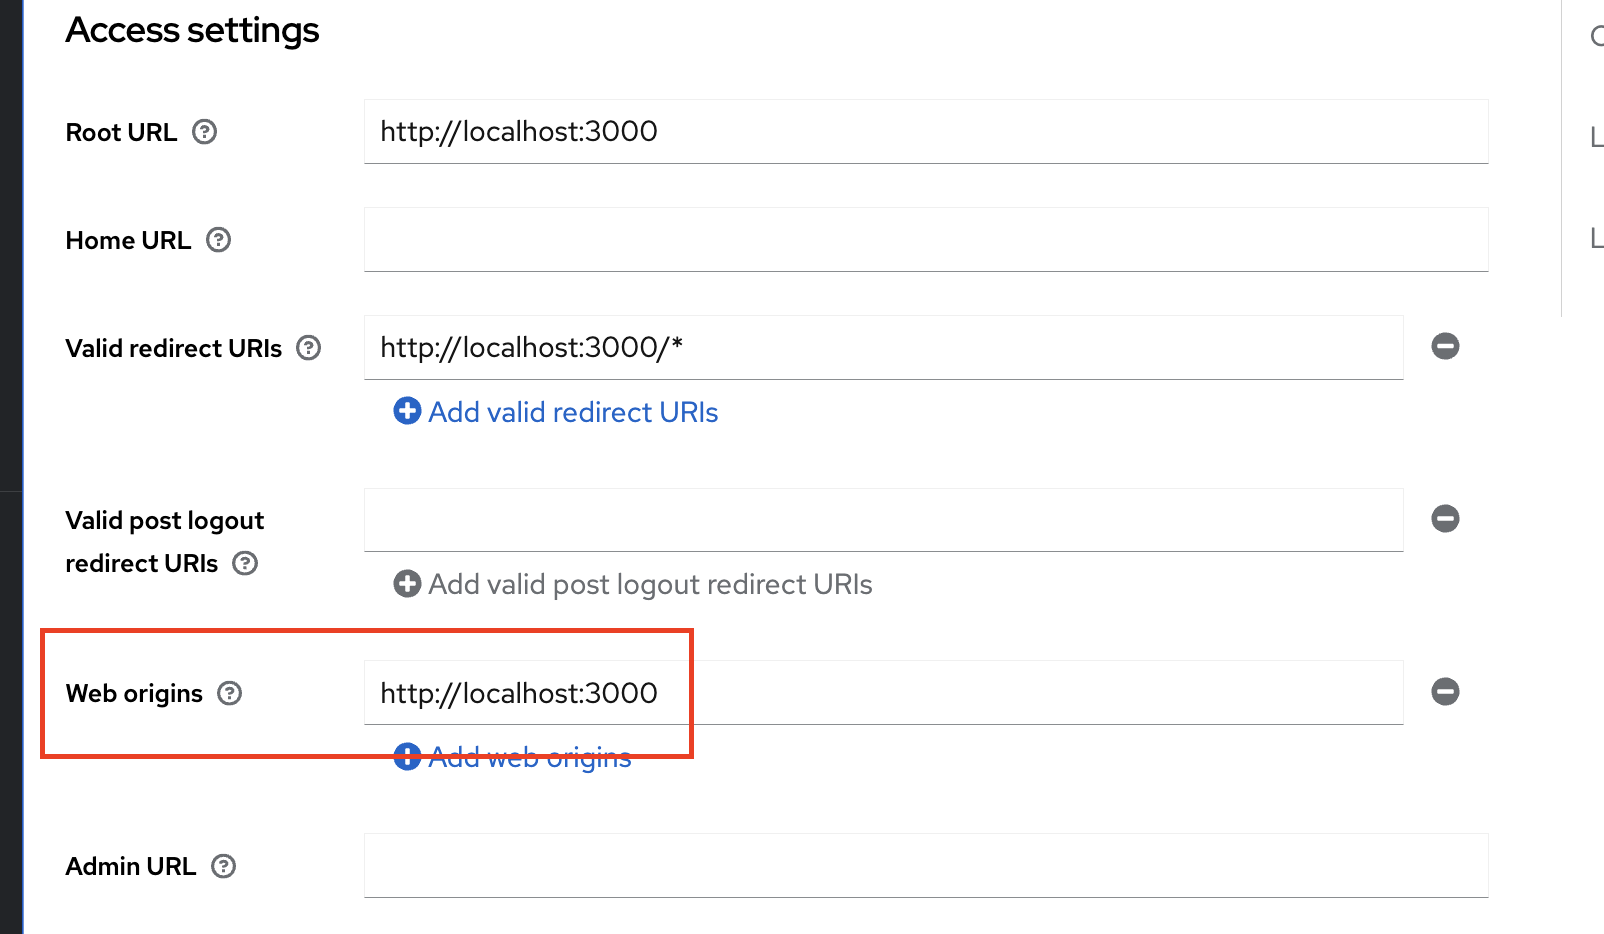 Access settings
Root URL
http://localhost:3000
Home URL
Valid redirect URIs
http://localhost:3000/*
Add valid redirect URIs
Valid post logout
redirect URIs
Add valid post logout redirect URIs
Web origins
http://localhost:3000
Add web origins
Admin URL